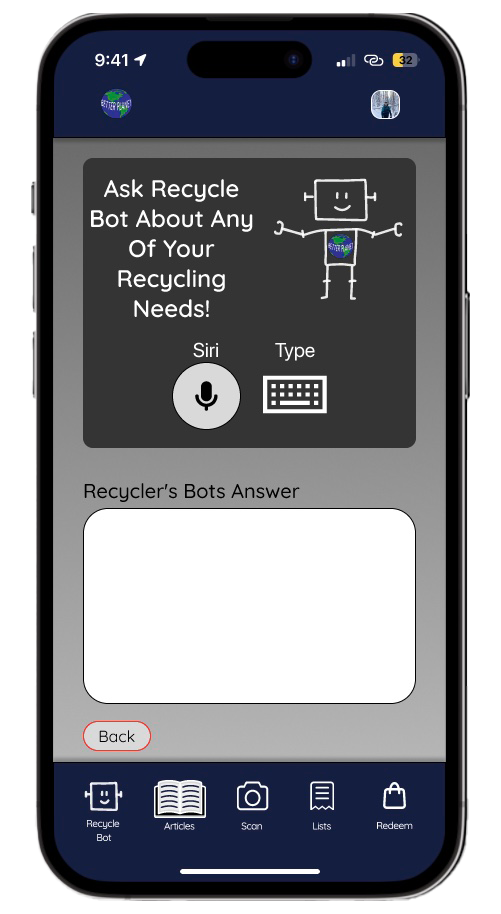 9:41
32
BETTER PLANET
Ask Recycle
Bot About Any
Of Your
Recycling
Needs!
BETTER PLANET
Siri Type
Recycler's Bots Answer
Back
Recycle
Bot
Articles
Scan
Lists
Redeem